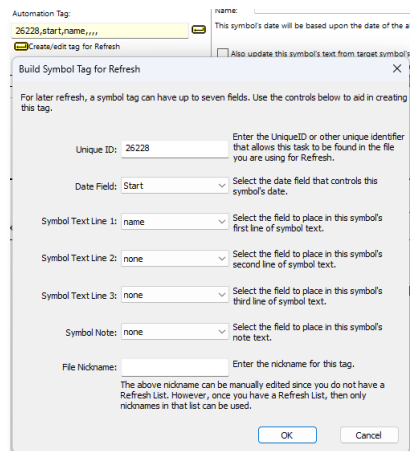 Automation Tag:
Name:
26228,start,name,,,,
This symbol's date will be based upon the date of the a
Create/edit tag for Refresh
Also update this symbol's text from target symbol's
Build Symbol Tag for Refresh
For later refresh, a symbol tag can have up to seven fields. Use the controls below to aid in creating
this tag.
Unique ID: 26228
Enter the UniqueID or other unique identifier
that allows this task to be found in the file
you are using for Refresh.
Date Field: Start
Select the date field that controls this
symbol's date.
Symbol Text Line 1: name
Select the field to place in this symbol's
first line of symbol text.
Symbol Text Line 2: none
Select the field to place in this symbol's
second line of symbol text.
Symbol Text Line 3: none
Select the field to place in this symbol's
third line of symbol text.
Symbol Note: none
Select the field to place in this symbol's
note text.
File Nickname:
Enter the nickname for this tag.
The above nickname can be manually edited since you do not have a
Refresh List. However, once you have a Refresh List, then only
nicknames in that list can be used.
OK
Cancel